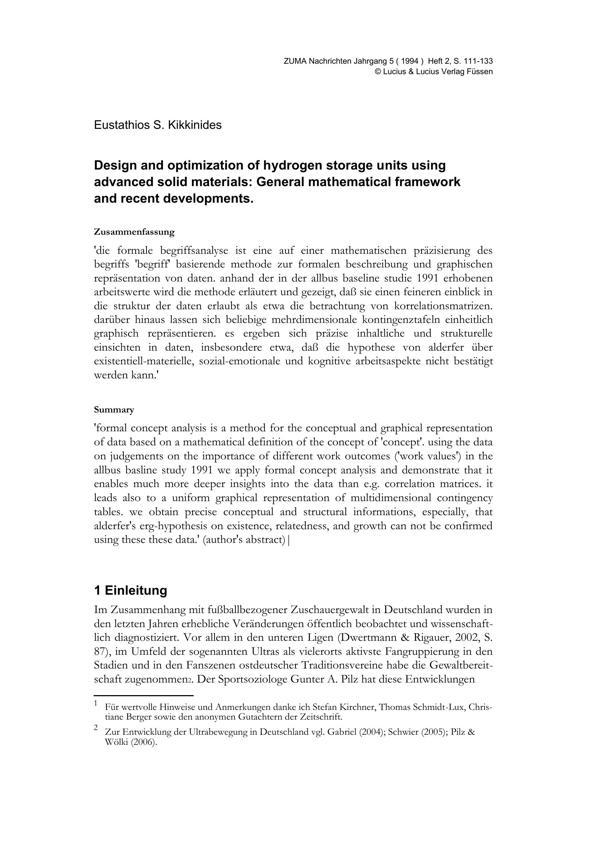 ZUMA Nachrichten Jahrgang 5 ( 1994 ) Heft 2, S. 111-133
© Lucius & Lucius Verlag Füssen
Eustathios S. Kikkinides
Design and optimization of hydrogen storage units using
advanced solid materials: General mathematical framework
and recent developments.
Zusammenfassung
'die formale begriffsanalyse ist eine auf einer mathematischen präzisierung des
begriffs 'begriff' basierende methode zur formalen beschreibung und graphischen
repräsentation von daten. anhand der in der allbus baseline studie 1991 erhobenen
arbeitswerte wird die methode erläutert und gezeigt, daß sie einen feineren einblick in
die struktur der daten erlaubt als etwa die betrachtung von korrelationsmatrizen.
darüber hinaus lassen sich beliebige mehrdimensionale kontingenztafeln einheitlich
graphisch repräsentieren. es ergeben sich präzise inhaltliche und strukturelle
einsichten in daten, insbesondere etwa, daß die hypothese von alderfer über
existentiell-materielle, sozial-emotionale und kognitive arbeitsaspekte nicht bestätigt
werden kann.'
Summary
'formal concept analysis is a method for the conceptual and graphical representation
of data based on a mathematical definition of the concept of 'concept'. using the data
on judgements on the importance of different work outcomes ('work values') in the
allbus basline study 1991 we apply formal concept analysis and demonstrate that it
enables much more deeper insights into the data than e.g. correlation matrices. it
leads also to a uniform graphical representation of multidimensional contingency
tables. we obtain precise conceptual and structural informations, especially, that
alderfer's erg-hypothesis on existence, relatedness, and growth can not be confirmed
using these these data.' (author's abstract)|
1 Einleitung
Im Zusammenhang mit fußballbezogener Zuschauergewalt in Deutschland wurden in
den letzten Jahren erhebliche Veränderungen öffentlich beobachtet und wissenschaft-
lich diagnostiziert. Vor allem in den unteren Ligen (Dwertmann & Rigauer, 2002, S.
87), im Umfeld der sogenannten Ultras als vielerorts aktivste Fangruppierung in den
Stadien und in den Fanszenen ostdeutscher Traditionsvereine habe die Gewaltbereit-
schaft zugenommen2. Der Sportsoziologe Gunter A. Pilz hat diese Entwicklungen
1 Für wertvolle Hinweise und Anmerkungen danke ich Stefan Kirchner, Thomas Schmidt-Lux, Chris-
tiane Berger sowie den anonymen Gutachtern der Zeitschrift.
2 Zur Entwicklung der Ultrabewegung in Deutschland vgl. Gabriel (2004); Schwier (2005); Pilz &
Wölki (2006).